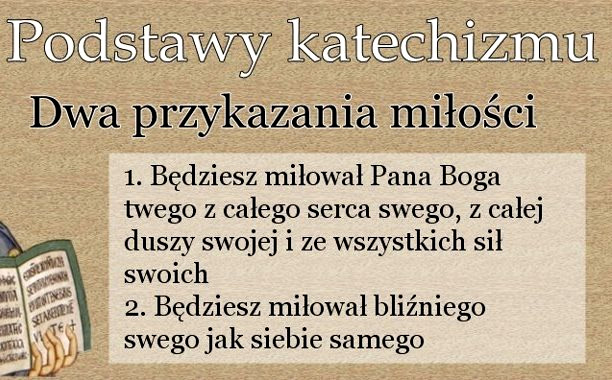 Podstawy katechizmu
Dwa przykazania miłości
1. Będziesz miłował Pana Boga
twego z całego serca swego, z całej
duszy swojej i ze wszystkich sił
swoich
2. Będziesz miłował bliźniego
swego jak siebie samego